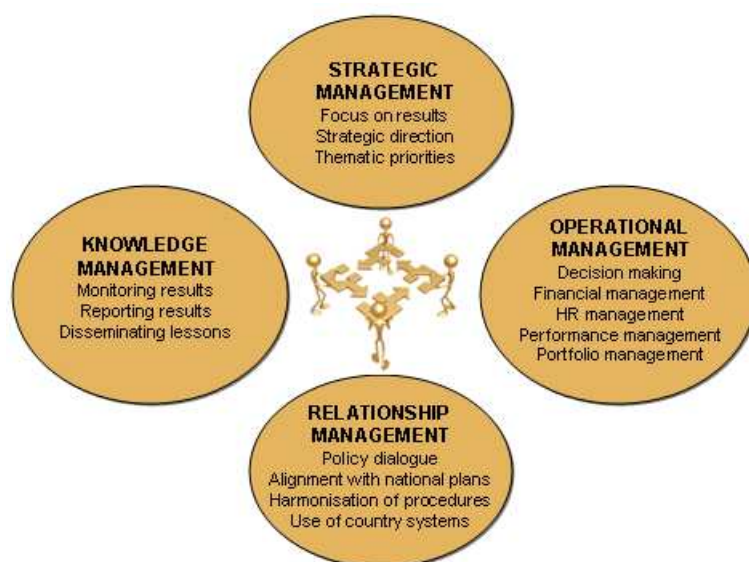 STRATEGIC
MANAGEMENT
Focus on results
Strategic direction
Thematic priorities
KNOWLEDGE
MANAGEMENT
Monitoring results
Reporting results
Disseminating lessons
OPERATIONAL
MANAGEMENT
Decision making
Financial management
HR management
Performance management
Portfolio management
RELATIONSHIP
MANAGEMENT
Policy dialogue
Alignment with national plans
Harmonisation of procedures
Use of country systems